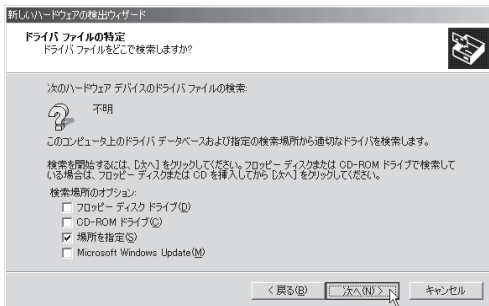 新しいハードウェアの検出ウィザード
ドライバ ファイルの特定
ドライバ ファイルをどこで検索しますか?
次のハードウェア デバイスのドライバ ファイルの検索:
不明
このコンピュータ上のドライバ データベースおよび指定の検索場所から適切なドライバを検索します。
検索を開始するには、[次へ] をクリックしてください。フロッピー ディスクまたは CD-ROM ドライブで検索して
いる場合は、フロッピー ディスクまたは CD を挿入してから [次へ] をクリックしてください。
検索場所のオプション:
フロッピー ディスク ドライブ(D)
CD-ROM ドライブ(C)
場所を指定(S)
Microsoft Windows Update(M)
< 戻る(B) 次へ(N) > キャンセル